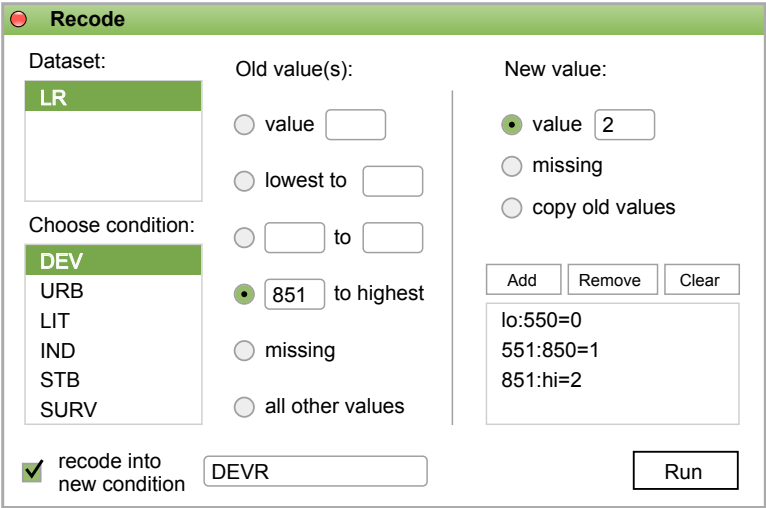 Recode
Dataset:
LR
Choose condition:
DEV
URB
LIT
IND
STB
SURV
Old value(s):
value
lowest to
to
851 to highest
missing
all other values
New value:
value 2
missing
copy old values
Add Remove Clear
lo:550=0
551:850=1
851:hi=2
recode into
new condition
DEVR
Run